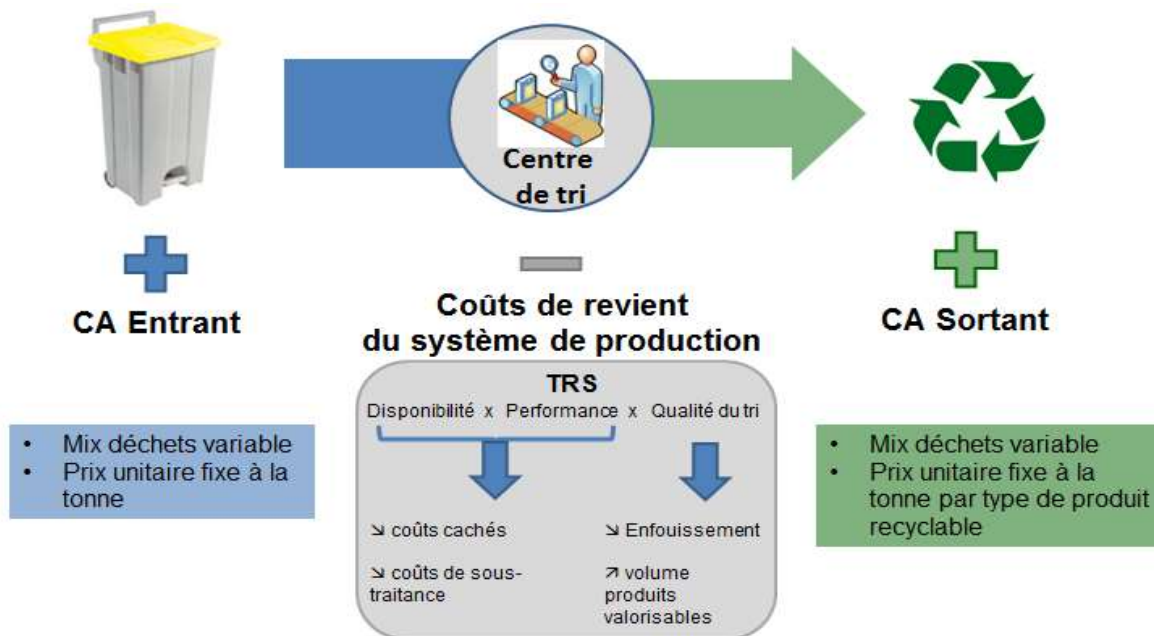 Centre
de tri
CA Entrant
Coûts de revient
du système de production
CA Sortant
TRS
Disponibilité x Performance x Qualité du tri
• Mix déchets variable
• Prix unitaire fixe à la
tonne
↘ coûts cachés
↘ coûts de sous-
traitance
↘ Enfouissement
↗ volume
produits
valorisables
• Mix déchets variable
• Prix unitaire fixe à la
tonne par type de produit
recyclable